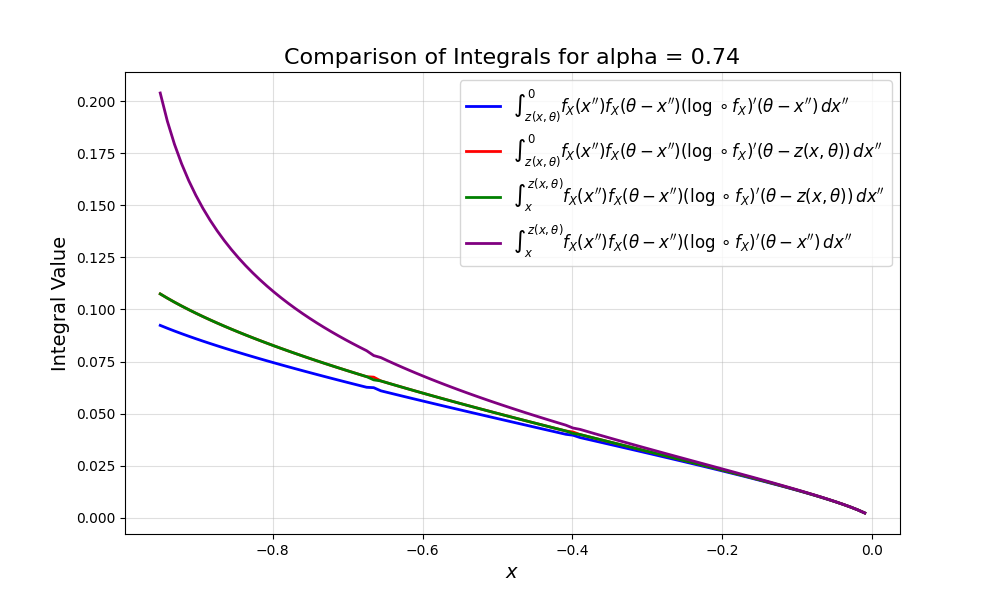 Comparison of Integrals for alpha = 0.74
∫_{z(x, θ)}^{0} f_X(x″)f_X(θ − x″)(log ∘ f_X)′(θ − x″) dx″
∫_{z(x, θ)}^{0} f_X(x″)f_X(θ − x″)(log ∘ f_X)′(θ − z(x, θ)) dx″
∫_{x}^{z(x, θ)} f_X(x″)f_X(θ − x″)(log ∘ f_X)′(θ − z(x, θ)) dx″
∫_{x}^{z(x, θ)} f_X(x″)f_X(θ − x″)(log ∘ f_X)′(θ − x″) dx″
Integral Value
0.200
0.175
0.150
0.125
0.100
0.075
0.050
0.025
0.000
−0.8 −0.6 −0.4 −0.2 0.0
x